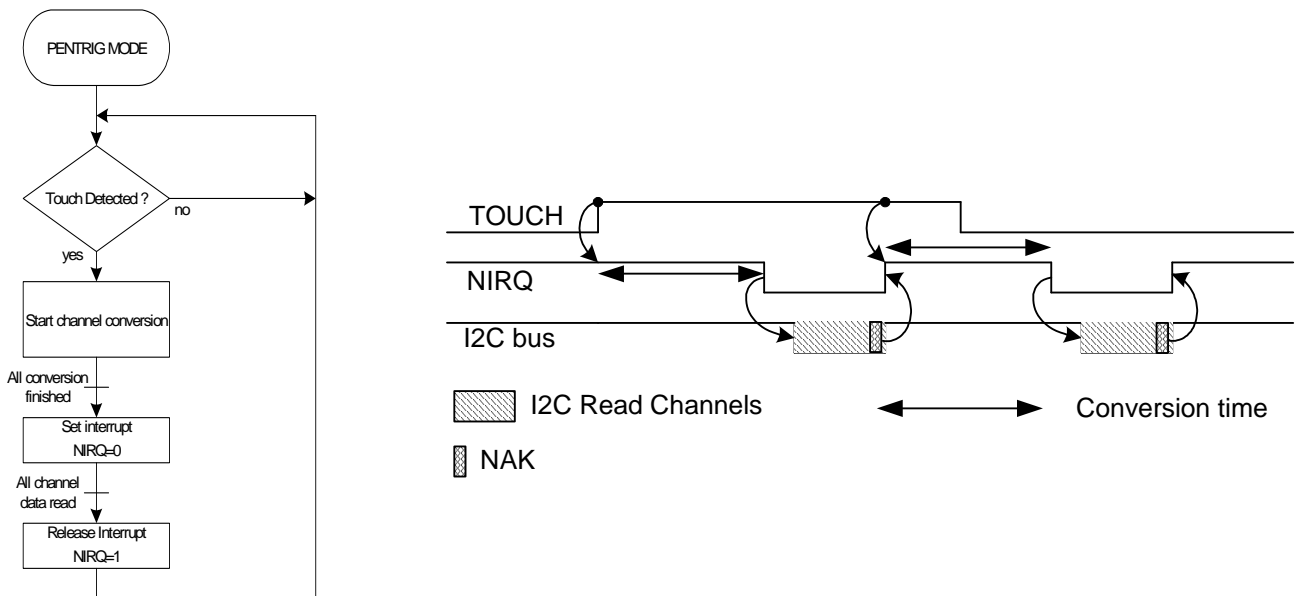 PENTRIG MODE
Touch Detected ?
no
yes
Start channel conversion
All conversion
finished
Set interrupt
NIRQ=0
All channel
data read
Release Interrupt
NIRQ=1
TOUCH
NIRQ
I2C bus
I2C Read Channels
Conversion time
NAK